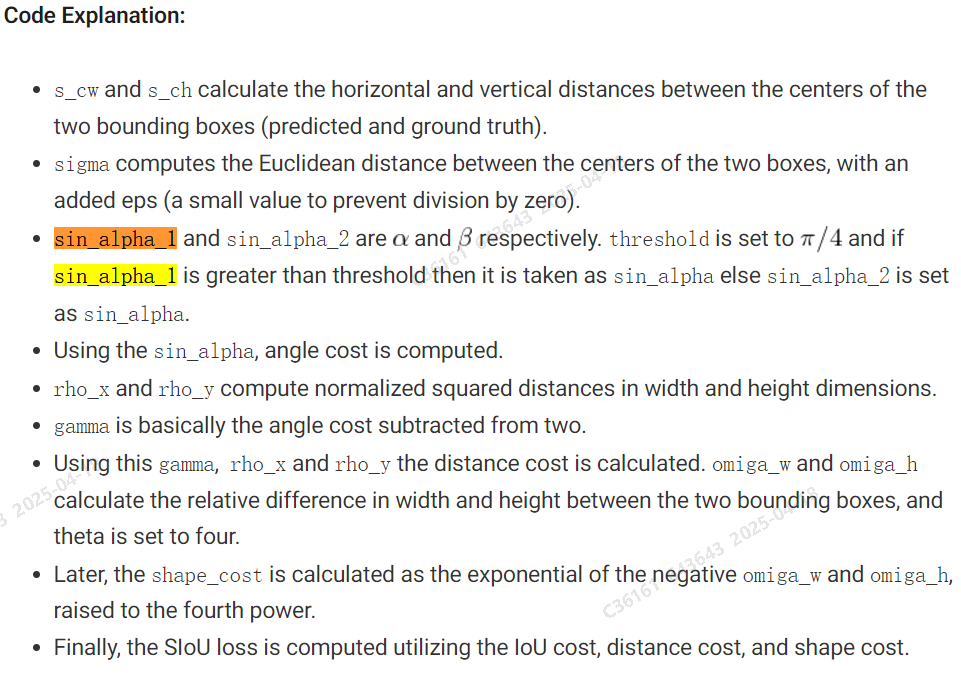 Code Explanation:
s_cw and s_ch calculate the horizontal and vertical distances between the centers of the
two bounding boxes (predicted and ground truth).
sigma computes the Euclidean distance between the centers of the two boxes, with an
added eps (a small value to prevent division by zero).
sin_alpha_1 and sin_alpha_2 are α and β respectively. threshold is set to π/4 and if
sin_alpha_1 is greater than threshold then it is taken as sin_alpha else sin_alpha_2 is set
as sin_alpha.
Using the sin_alpha, angle cost is computed.
rho_x and rho_y compute normalized squared distances in width and height dimensions.
gamma is basically the angle cost subtracted from two.
Using this gamma, rho_x and rho_y the distance cost is calculated. omiga_w and omiga_h
calculate the relative difference in width and height between the two bounding boxes, and
theta is set to four.
Later, the shape_cost is calculated as the exponential of the negative omiga_w and omiga_h,
raised to the fourth power.
Finally, the SIoU loss is computed utilizing the IoU cost, distance cost, and shape cost.